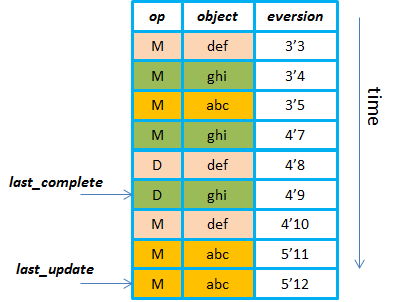 op object eversion
M def 3'3
M ghi 3'4
M abc 3'5
M ghi 4'7
D def 4'8
last_complete D ghi 4'9
M def 4'10
M abc 5'11
last_update M abc 5'12
time